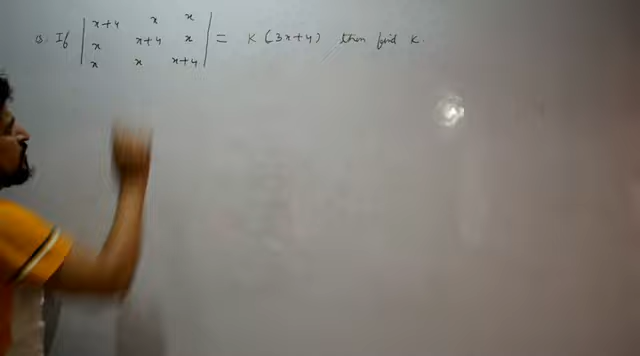 Q. If | x+4 x x | = K (3x+4) then find K.
| x x+4 x |
| x x x+4 |